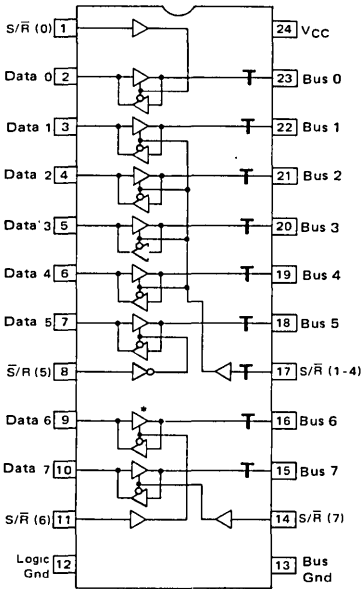 S/R̅ (0) 1
24 VCC
Data 0 2
23 Bus 0
Data 1 3
22 Bus 1
Data 2 4
21 Bus 2
Data 3 5
20 Bus 3
Data 4 6
19 Bus 4
Data 5 7
18 Bus 5
S̅/R (5) 8
17 S/R̅ (1-4)
*
Data 6 9
16 Bus 6
Data 7 10
15 Bus 7
S/R̅ (6) 11
14 S/R̅ (7)
Logic
Gnd 12
13 Bus
Gnd